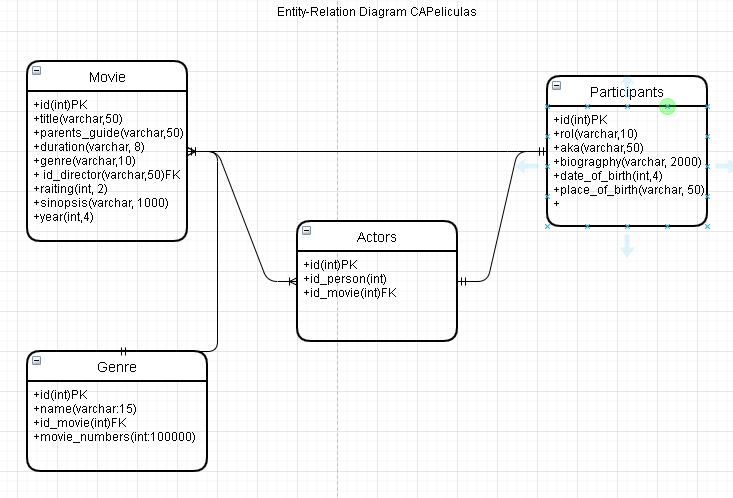 Entity-Relation Diagram CAPeliculas
Movie
+id(int)PK
+title(varchar,50)
+parents_guide(varchar,50)
+duration(varchar, 8)
+genre(varchar,10)
+ id_director(varchar,50)FK
+raiting(int, 2)
+sinopsis(varchar, 1000)
+year(int,4)
Participants
+id(int)PK
+rol(varchar,10)
+aka(varchar,50)
+biogragphy(varchar, 2000)
+date_of_birth(int,4)
+place_of_birth(varchar, 50)
+
Actors
+id(int)PK
+id_person(int)
+id_movie(int)FK
Genre
+id(int)PK
+name(varchar:15)
+id_movie(int)FK
+movie_numbers(int:100000)